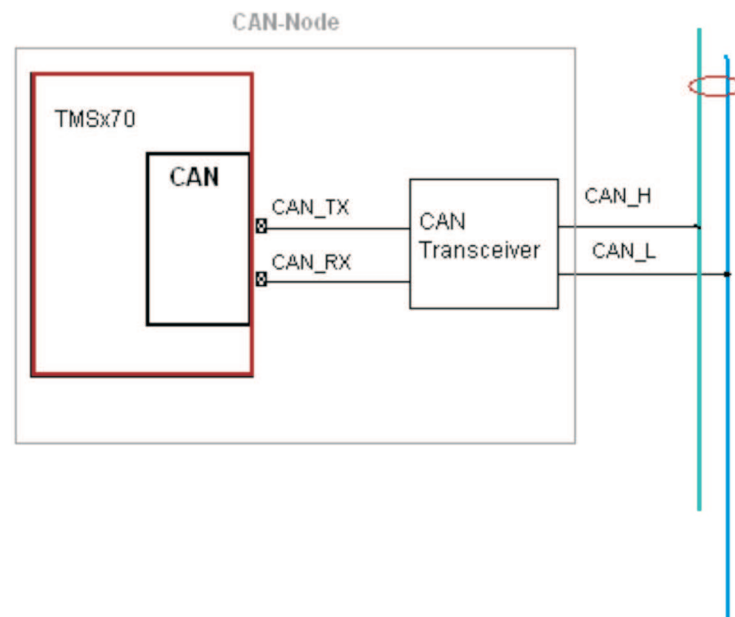 CAN-Node
TMSx70
CAN
CAN_TX
CAN_RX
CAN
Transceiver
CAN_H
CAN_L